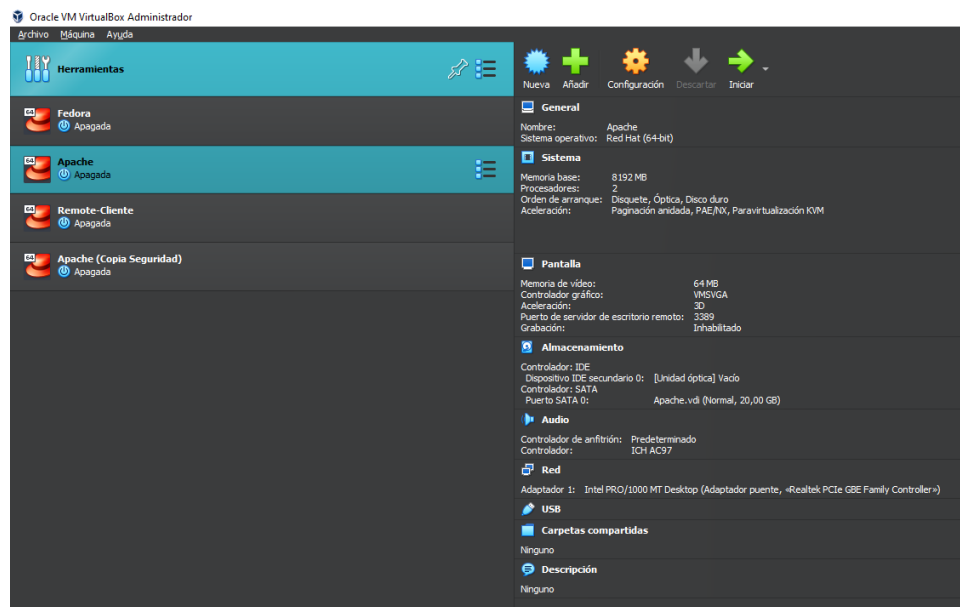 Oracle VM VirtualBox Administrador
Archivo Máquina Ayuda
Herramientas
64 Fedora
Apagada
64 Apache
Apagada
64 Remote-Cliente
Apagada
64 Apache (Copia Seguridad)
Apagada
Nueva Añadir Configuración Descartar Iniciar
General
Nombre: Apache
Sistema operativo: Red Hat (64-bit)
Sistema
Memoria base: 8192 MB
Procesadores: 2
Orden de arranque: Disquete, Óptica, Disco duro
Aceleración: Paginación anidada, PAE/NX, Paravirtualización KVM
Pantalla
Memoria de vídeo: 64 MB
Controlador gráfico: VMSVGA
Aceleración: 3D
Puerto de servidor de escritorio remoto: 3389
Grabación: Inhabilitado
Almacenamiento
Controlador: IDE
Dispositivo IDE secundario 0: [Unidad óptica] Vacío
Controlador: SATA
Puerto SATA 0: Apache.vdi (Normal, 20,00 GB)
Audio
Controlador de anfitrión: Predeterminado
Controlador: ICH AC97
Red
Adaptador 1: Intel PRO/1000 MT Desktop (Adaptador puente, «Realtek PCIe GBE Family Controller»)
USB
Carpetas compartidas
Ninguno
Descripción
Ninguno